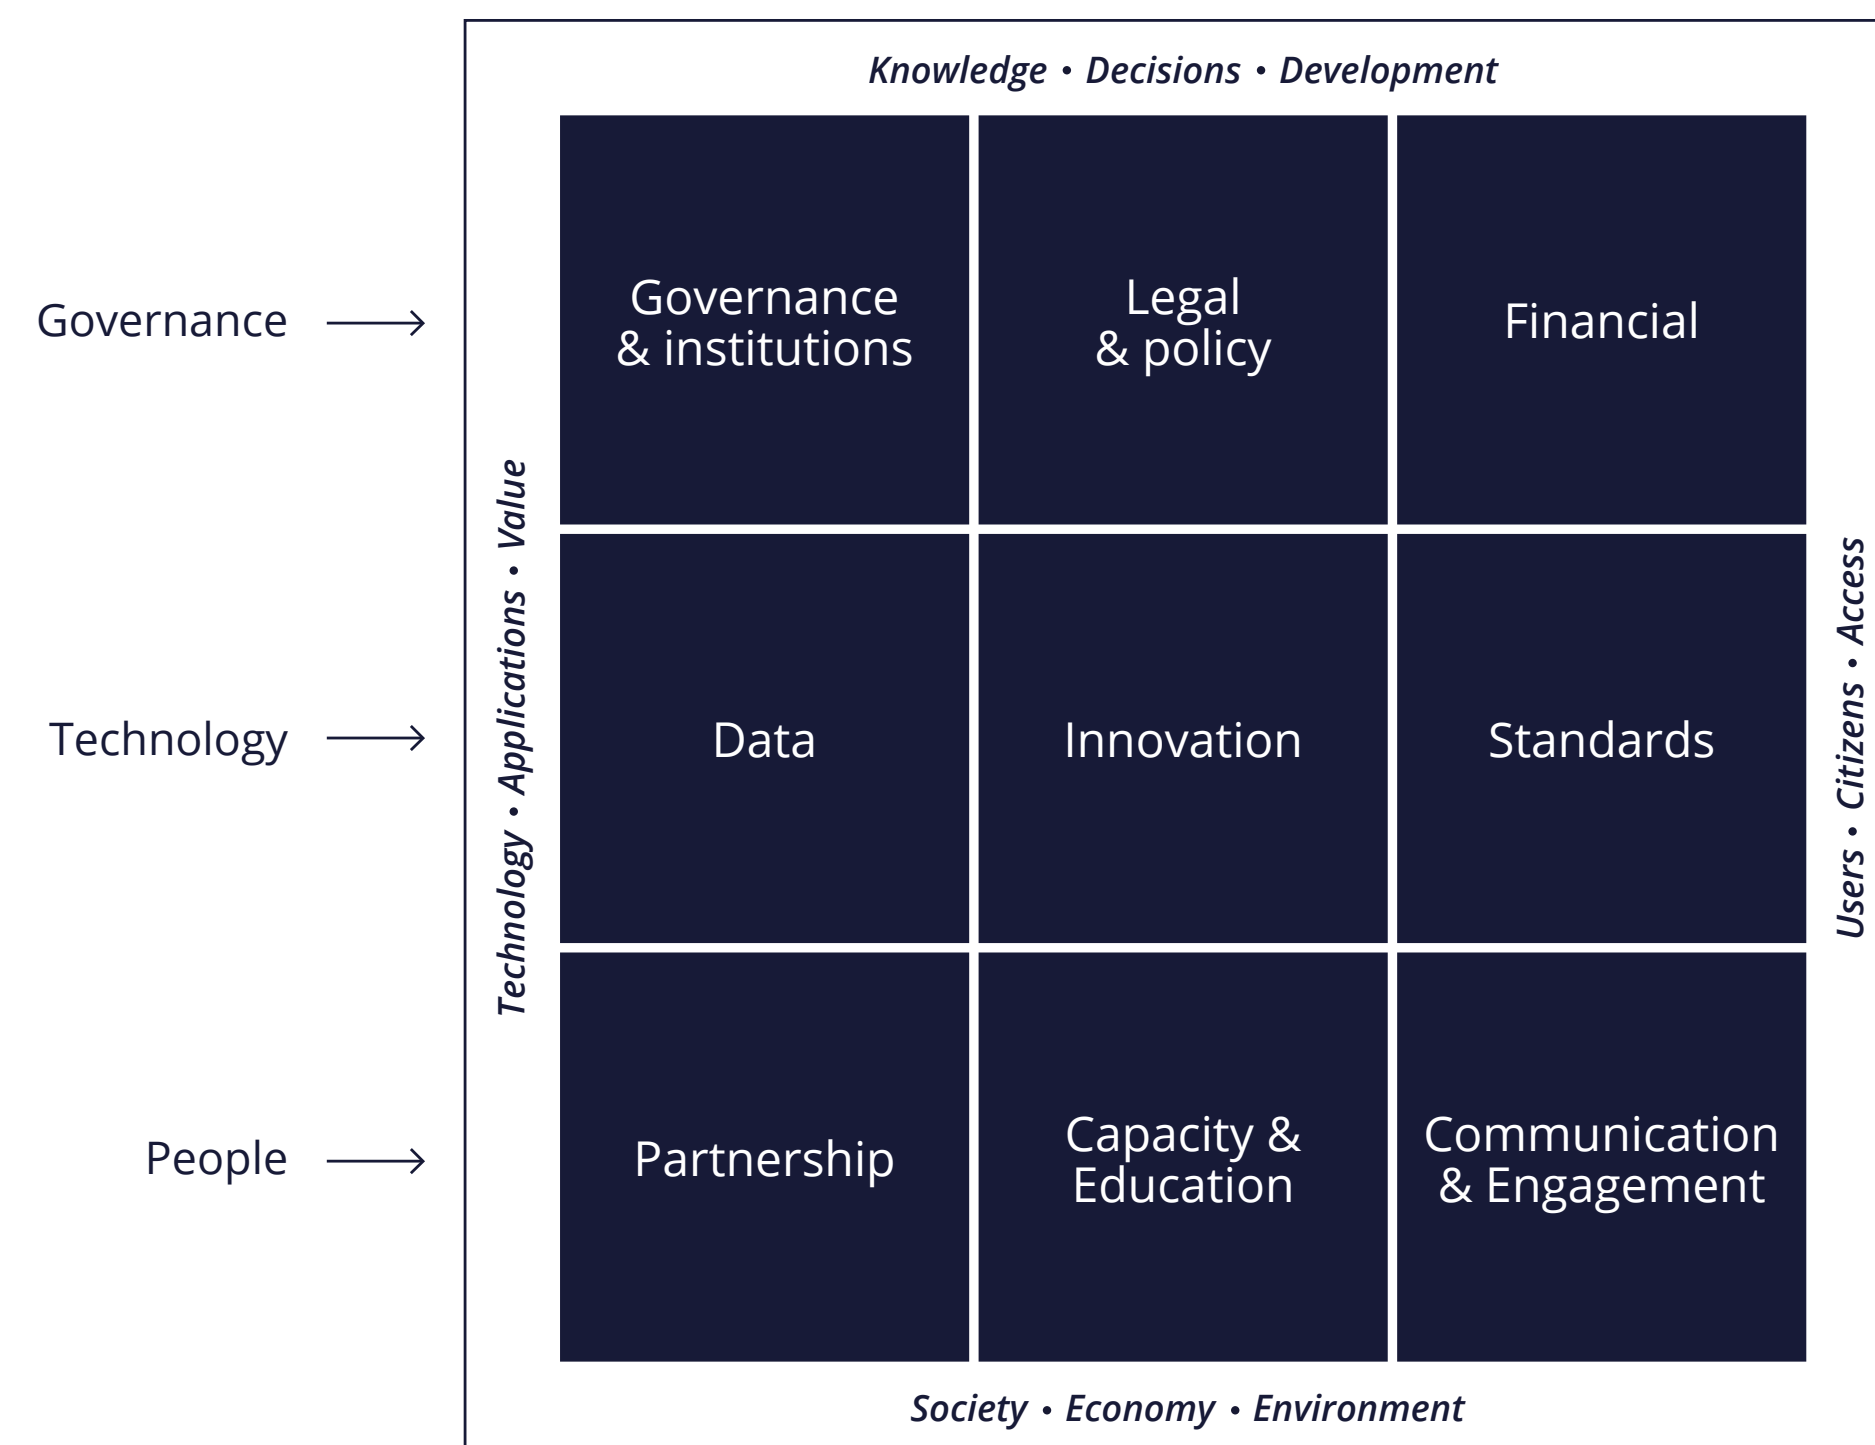 Knowledge • Decisions • Development
Governance
Governance
& institutions
Legal
& policy
Financial
Technology • Applications • Value
Technology
Data
Innovation
Standards
Users • Citizens • Access
People
Partnership
Capacity &
Education
Communication
& Engagement
Society • Economy • Environment